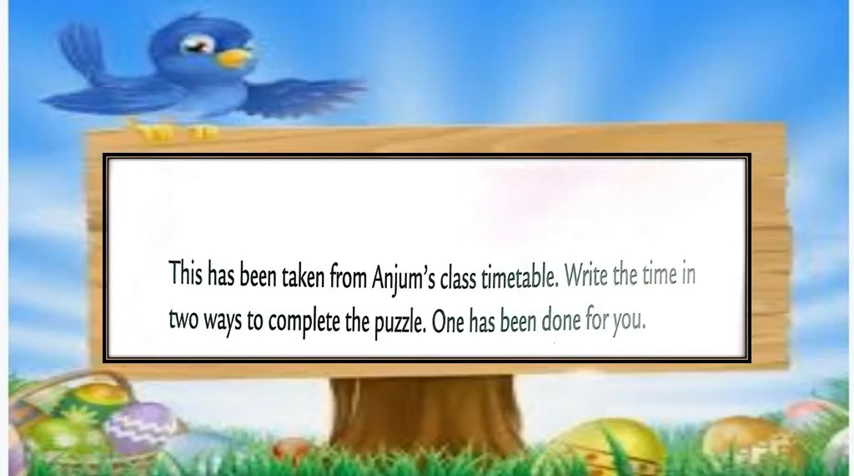 This has been taken from Anjum's class timetable. Write the time in
two ways to complete the puzzle. One has been done for you.